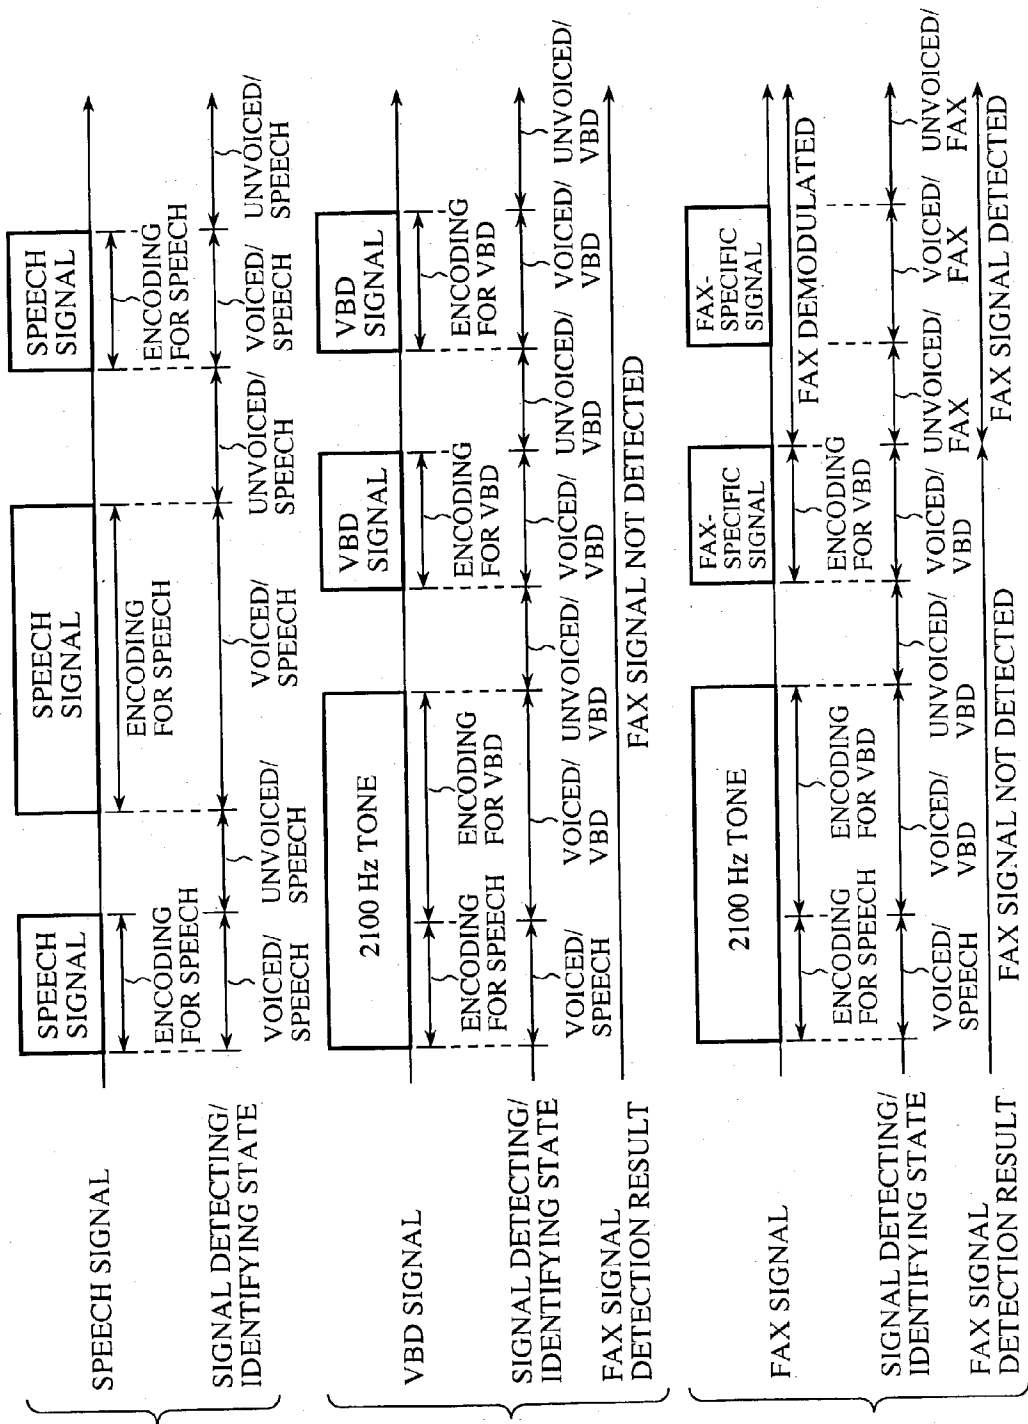 SPEECH SIGNAL
SPEECH
SIGNAL
SPEECH
SIGNAL
SPEECH
SIGNAL
ENCODING
FOR SPEECH
ENCODING
FOR SPEECH
ENCODING
FOR SPEECH
SIGNAL DETECTING/
IDENTIFYING STATE
VOICED/
SPEECH
UNVOICED/
SPEECH
VOICED/
SPEECH
UNVOICED/
SPEECH
VOICED/
SPEECH
UNVOICED/
SPEECH
VBD SIGNAL
2100 Hz TONE
VBD
SIGNAL
VBD
SIGNAL
ENCODING
FOR SPEECH
ENCODING
FOR VBD
ENCODING
FOR VBD
ENCODING
FOR VBD
SIGNAL DETECTING/
IDENTIFYING STATE
VOICED/
SPEECH
VOICED/
VBD
UNVOICED/
VBD
VOICED/
VBD
UNVOICED/
VBD
VOICED/
VBD
UNVOICED/
VBD
FAX SIGNAL
DETECTION RESULT
FAX SIGNAL NOT DETECTED
FAX SIGNAL
2100 Hz TONE
FAX-
SPECIFIC
SIGNAL
FAX-
SPECIFIC
SIGNAL
ENCODING
FOR SPEECH
ENCODING
FOR VBD
ENCODING
FOR VBD
FAX DEMODULATED
SIGNAL DETECTING/
IDENTIFYING STATE
VOICED/
SPEECH
VOICED/
VBD
UNVOICED/
VBD
VOICED/
VBD
UNVOICED/
FAX
VOICED/
FAX
UNVOICED/
FAX
FAX SIGNAL
DETECTION RESULT
FAX SIGNAL NOT DETECTED
FAX SIGNAL DETECTED